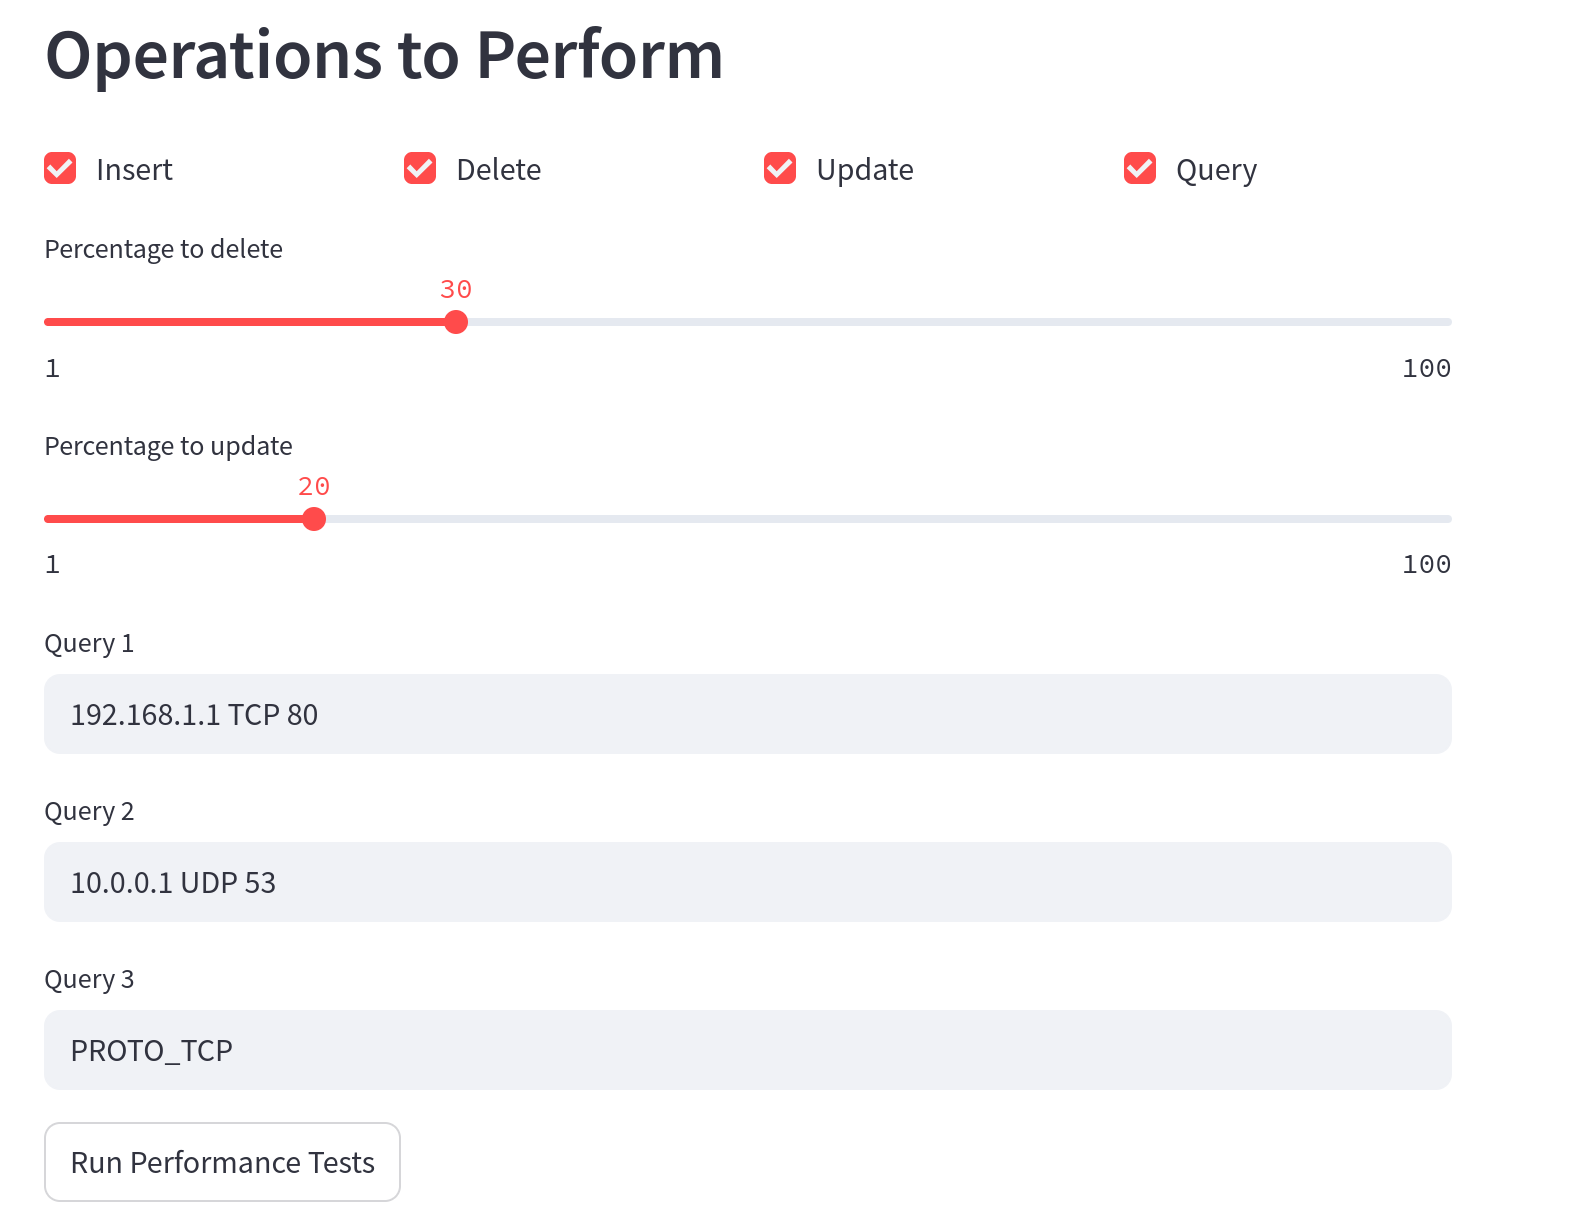 Operations to Perform
Insert Delete Update Query
Percentage to delete
30
1 100
Percentage to update
20
1 100
Query 1
192.168.1.1 TCP 80
Query 2
10.0.0.1 UDP 53
Query 3
PROTO_TCP
Run Performance Tests